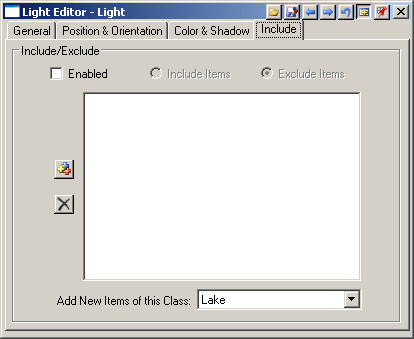 Light Editor - Light
General Position & Orientation Color & Shadow Include
Include/Exclude
Enabled Include Items Exclude Items
Add New Items of this Class: Lake